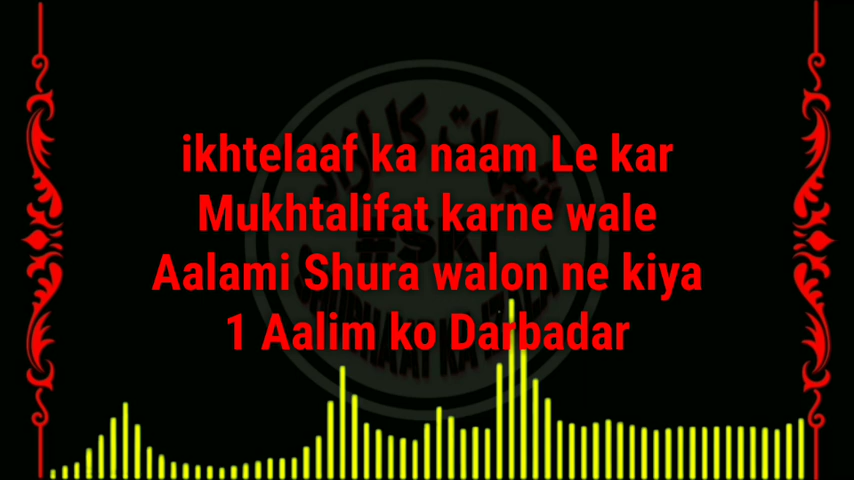 ikhtelaaf ka naam Le kar
Mukhtalifat karne wale
Aalami Shura walon ne kiya
1 Aalim ko Darbadar